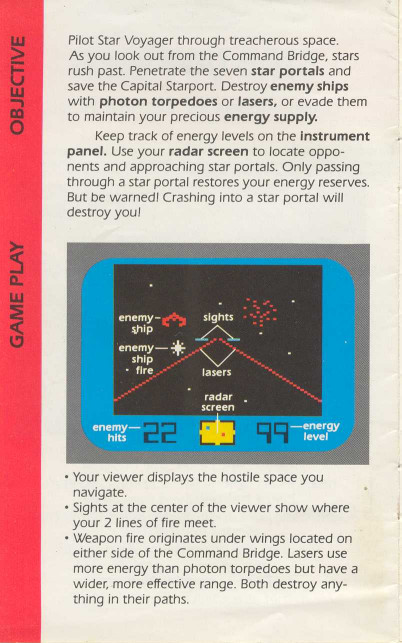 OBJECTIVE
Pilot Star Voyager through treacherous space.
As you look out from the Command Bridge, stars
rush past. Penetrate the seven star portals and
save the Capital Starport. Destroy enemy ships
with photon torpedoes or lasers, or evade them
to maintain your precious energy supply.
Keep track of energy levels on the instrument
panel. Use your radar screen to locate oppo-
nents and approaching star portals. Only passing
through a star portal restores your energy reserves.
But be warned! Crashing into a star portal will
destroy you!
GAME PLAY
enemy
ship
sights
enemy
ship
fire
lasers
radar
screen
enemy
hits
22
99
energy
level
• Your viewer displays the hostile space you
navigate.
• Sights at the center of the viewer show where
your 2 lines of fire meet.
• Weapon fire originates under wings located on
either side of the Command Bridge. Lasers use
more energy than photon torpedoes but have a
wider, more effective range. Both destroy any-
thing in their paths.